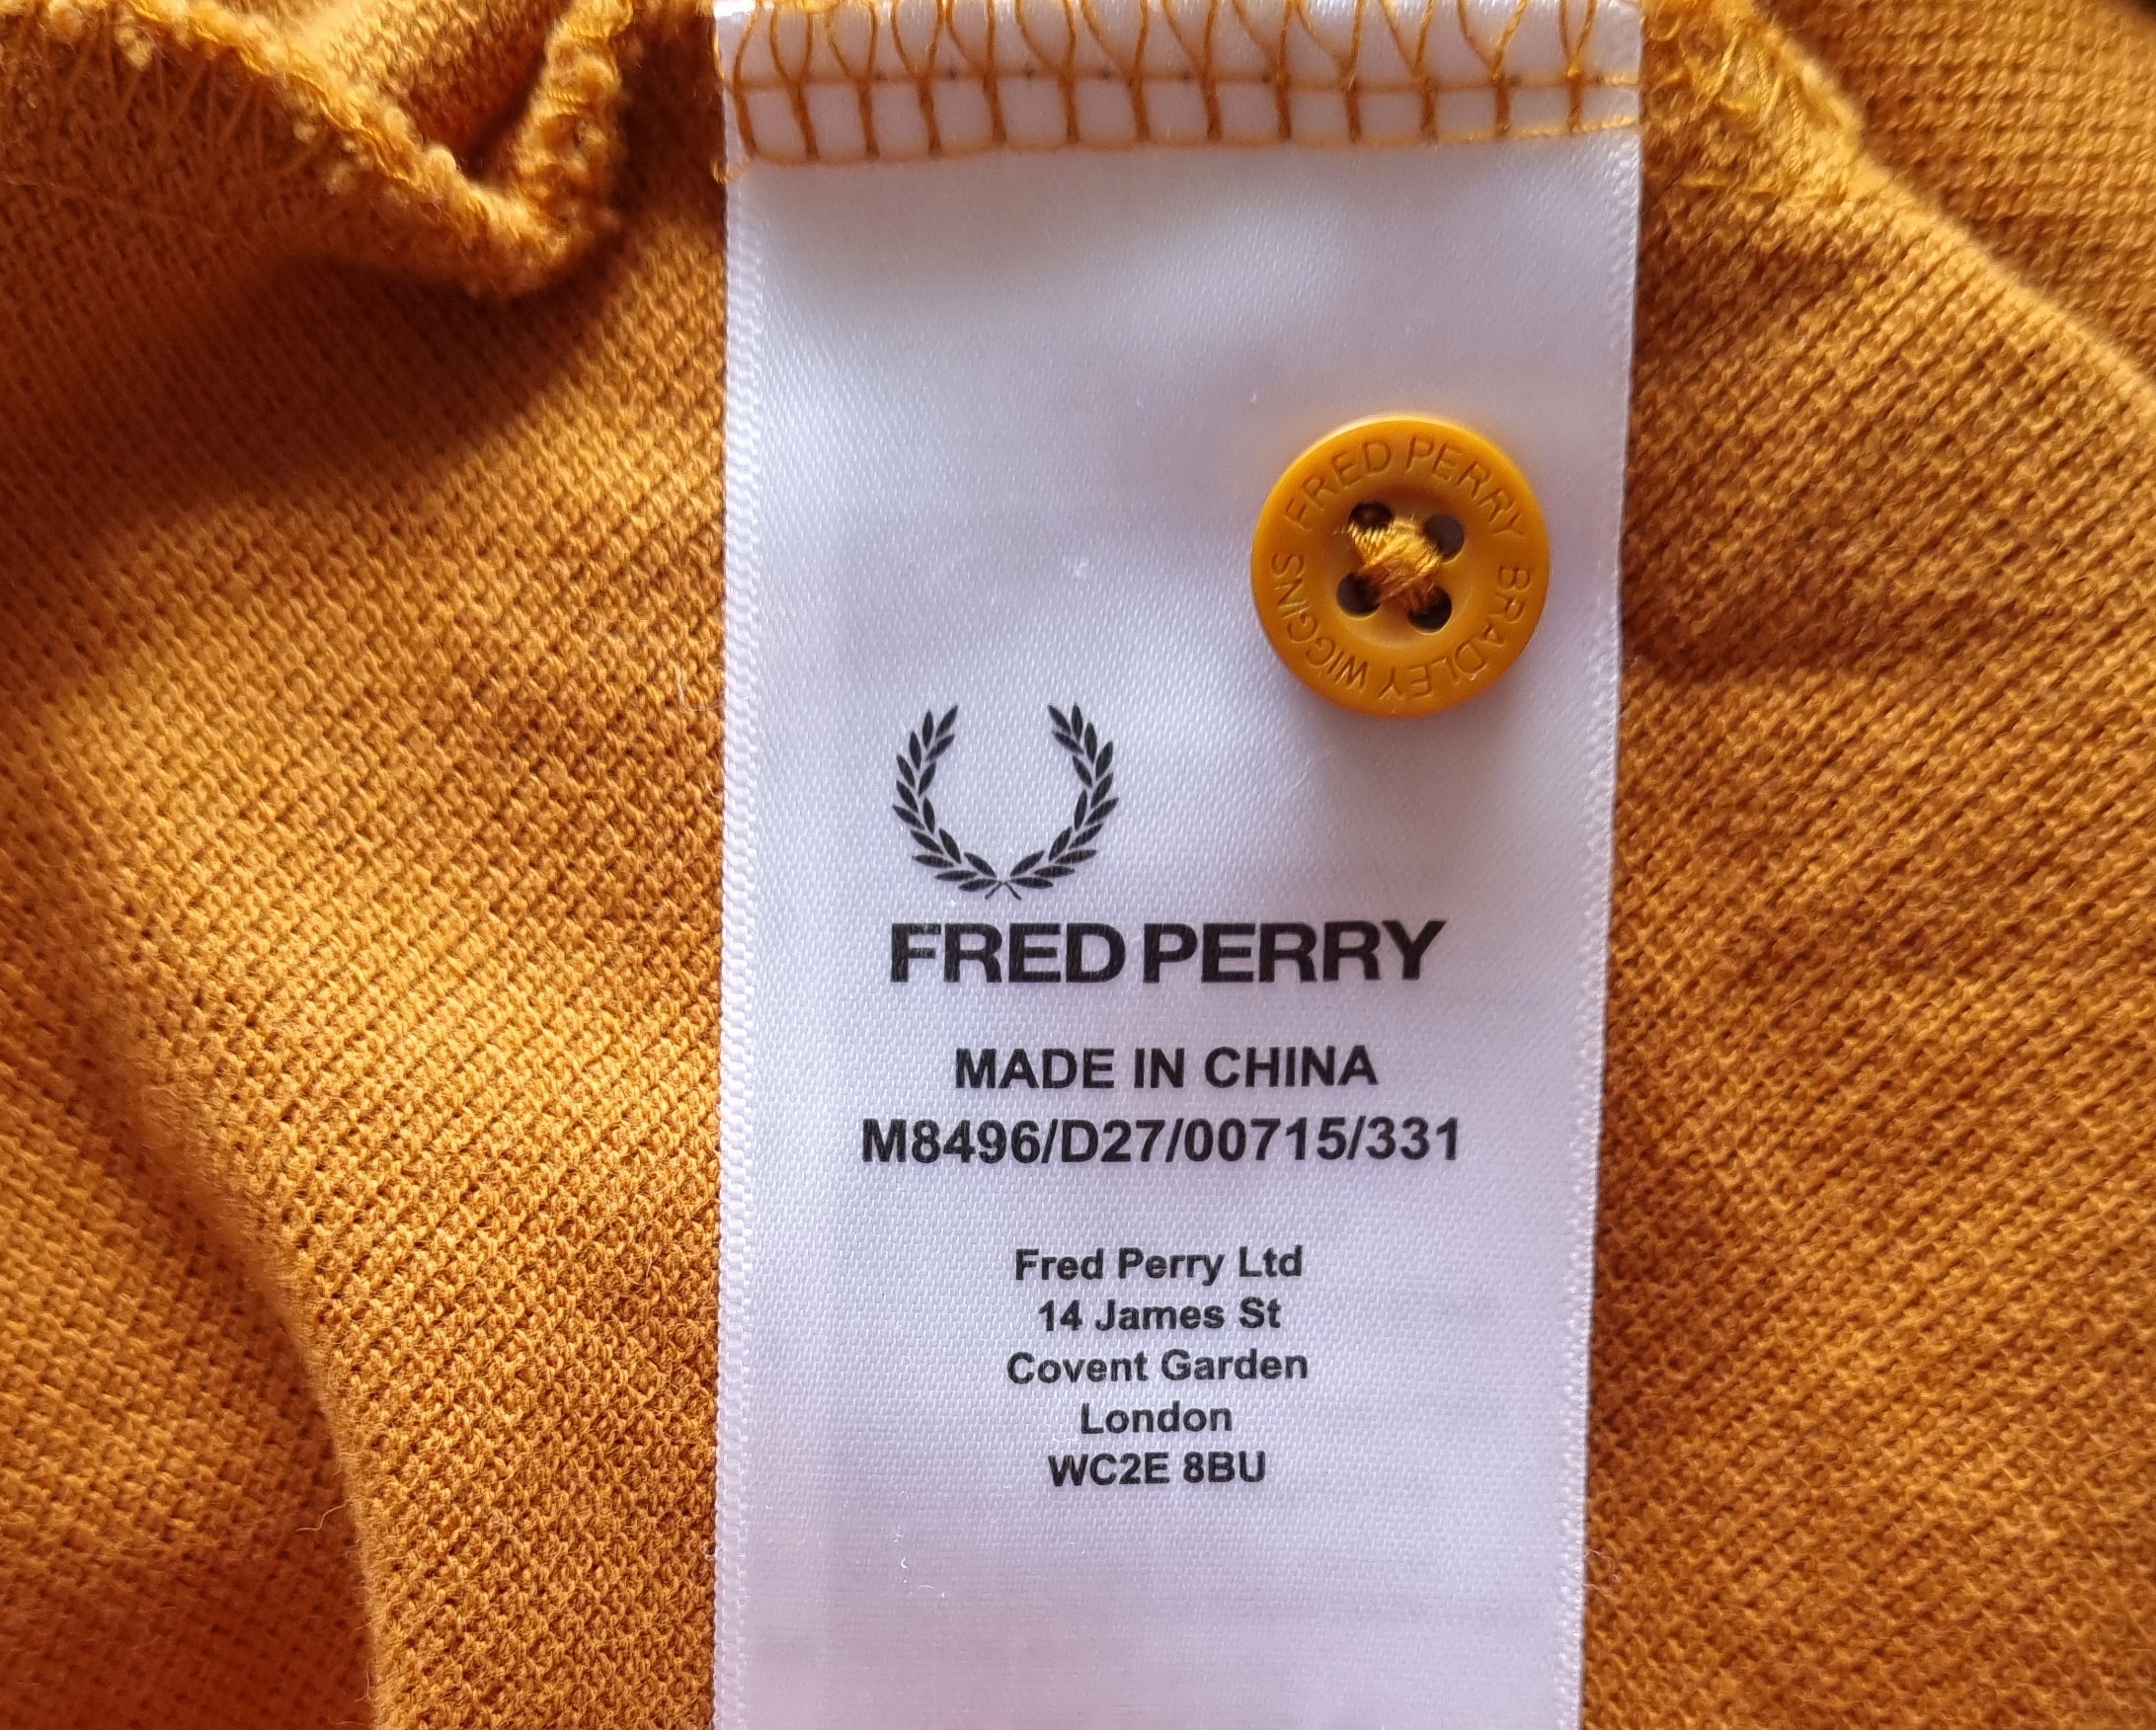 FRED PERRY
BRADLEY WIGGINS
FRED PERRY
MADE IN CHINA
M8496/D27/00715/331
Fred Perry Ltd
14 James St
Covent Garden
London
WC2E 8BU